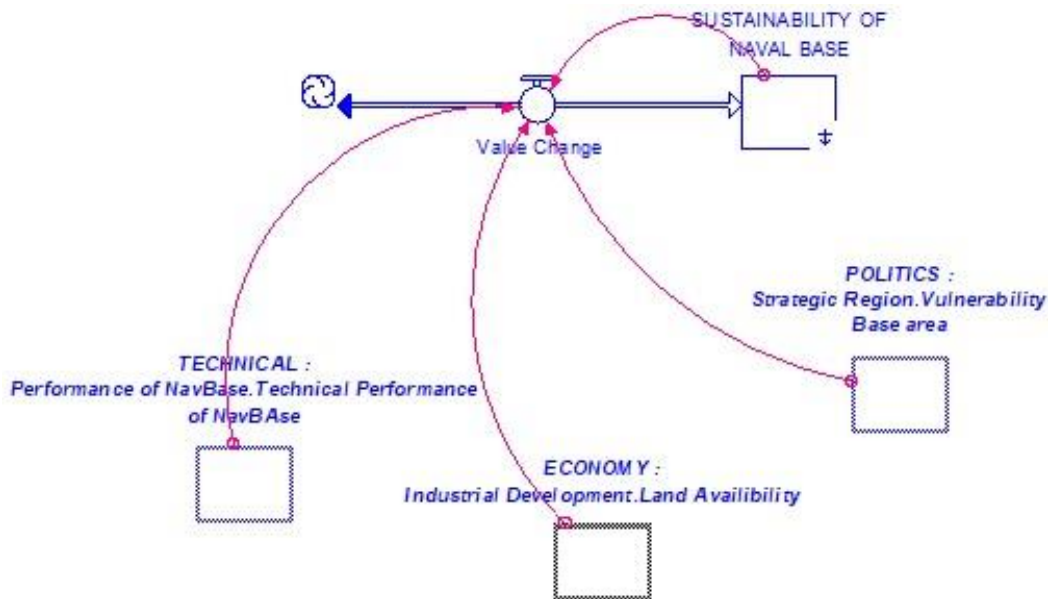 SUSTAINABILITY OF
NAVAL BASE
Value Change
POLITICS :
Strategic Region.Vulnerability
Base area
TECHNICAL :
Performance of NavBase.Technical Performance
of NavBAse
ECONOMY :
Industrial Development.Land Availibility